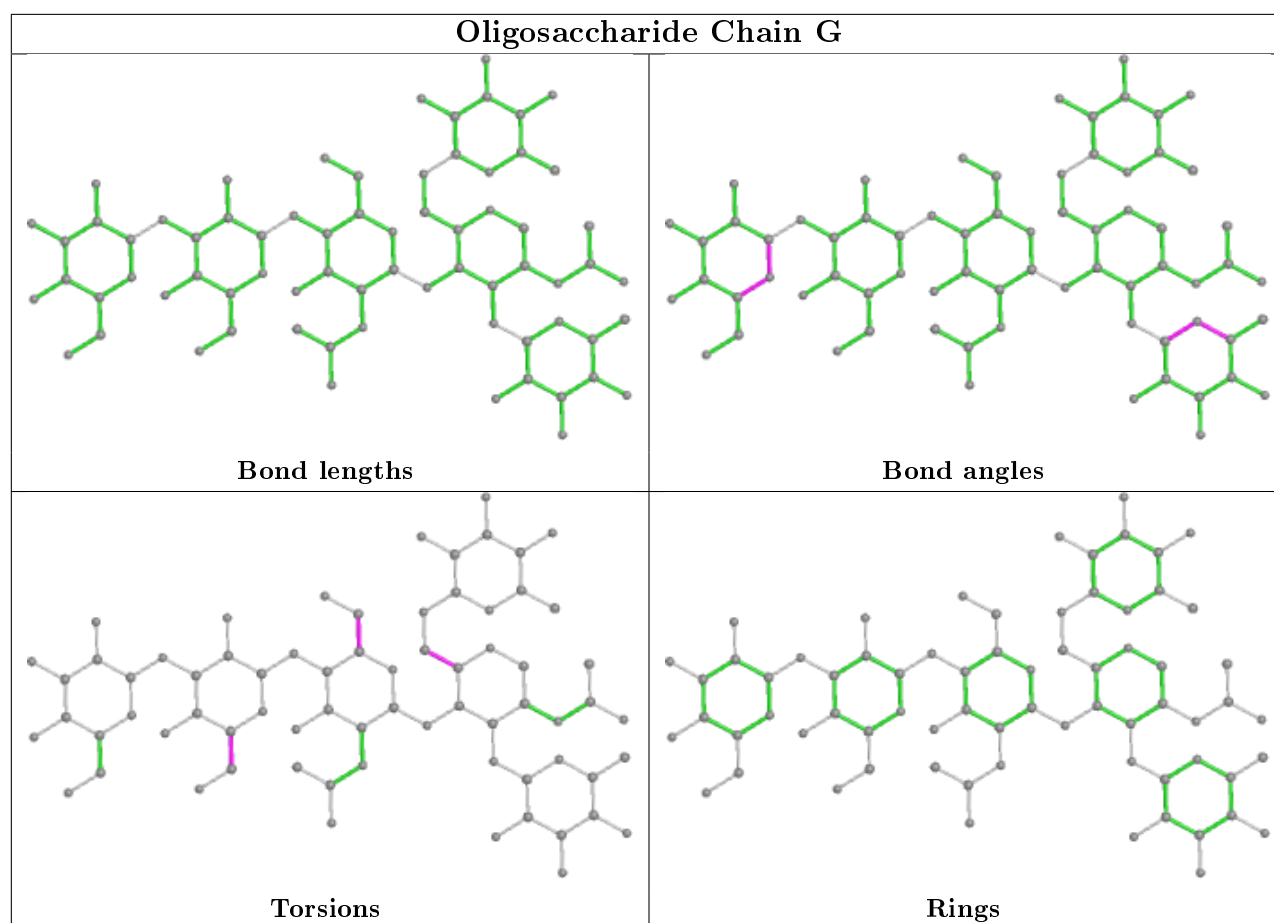 Oligosaccharide Chain G
Bond lengths
Bond angles
Torsions
Rings